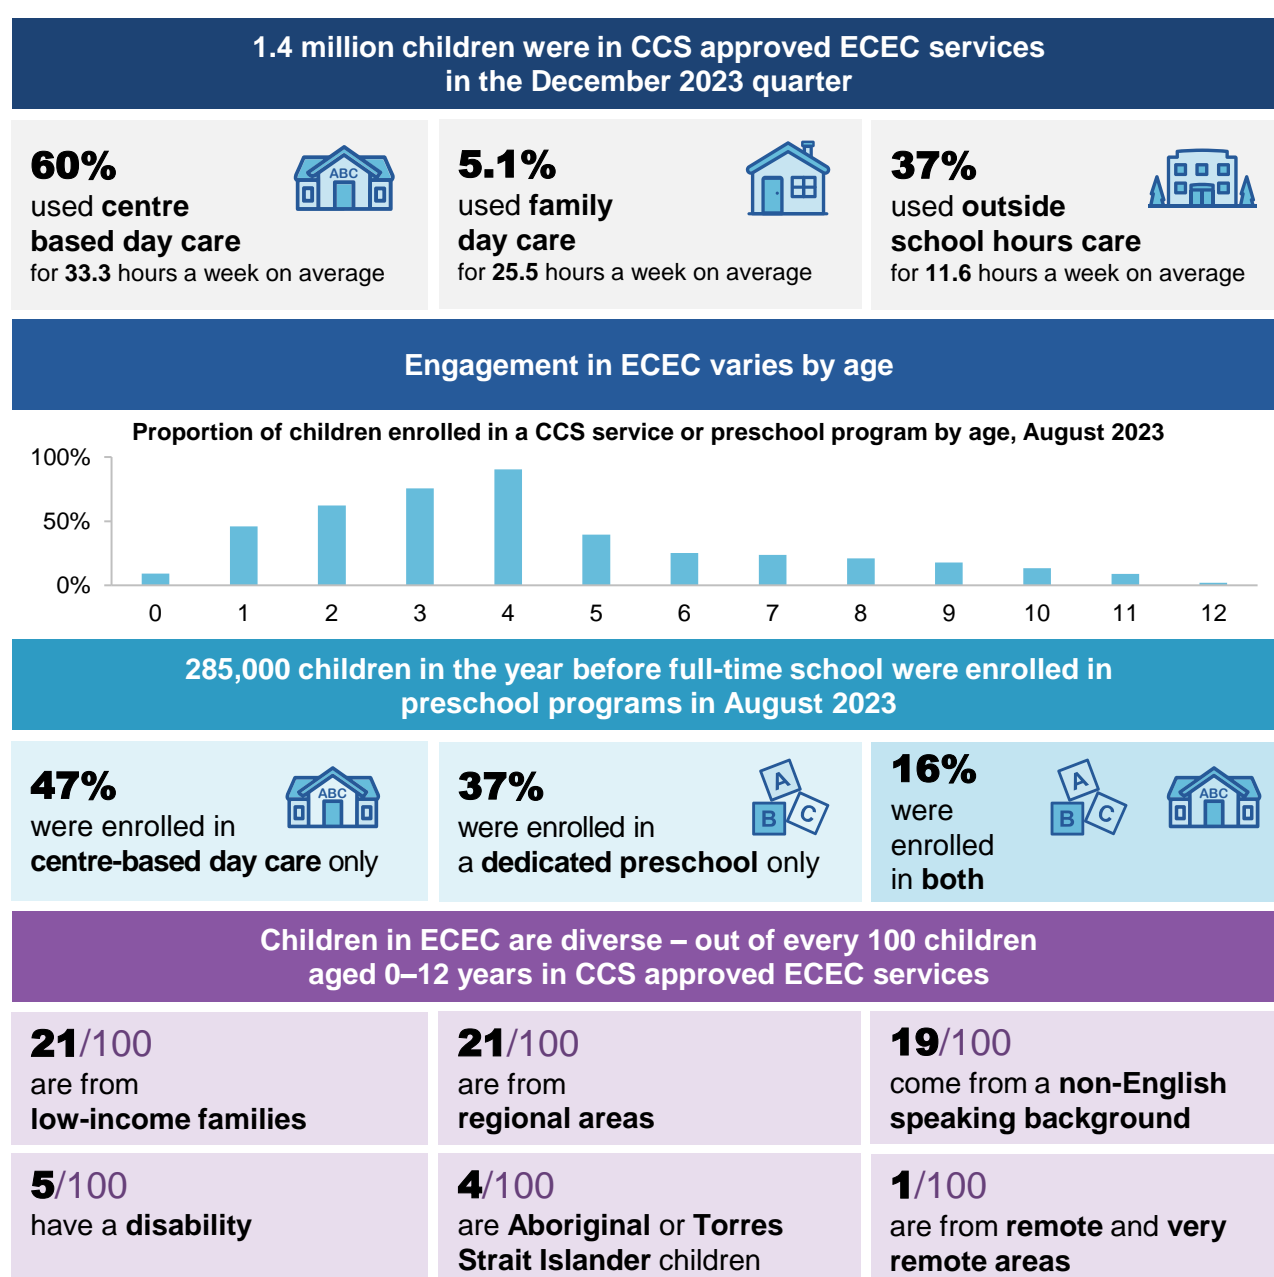 1.4 million children were in CCS approved ECEC services
in the December 2023 quarter
60%
used centre
based day care
for 33.3 hours a week on average
ABC
5.1%
used family
day care
for 25.5 hours a week on average
37%
used outside
school hours care
for 11.6 hours a week on average
Engagement in ECEC varies by age
Proportion of children enrolled in a CCS service or preschool program by age, August 2023
100%
50%
0%
0 1 2 3 4 5 6 7 8 9 10 11 12
285,000 children in the year before full-time school were enrolled in
preschool programs in August 2023
47%
were enrolled in
centre-based day care only
ABC
37%
were enrolled in
a dedicated preschool only
A
B C
16%
were
enrolled
in both
A
B C
ABC
Children in ECEC are diverse – out of every 100 children
aged 0–12 years in CCS approved ECEC services
21/100
are from
low-income families
21/100
are from
regional areas
19/100
come from a non-English
speaking background
5/100
have a disability
4/100
are Aboriginal or Torres
Strait Islander children
1/100
are from remote and very
remote areas